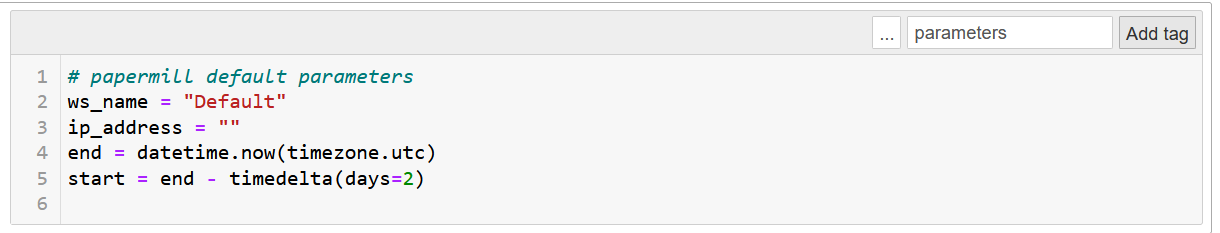 ... parameters Add tag
1 # papermill default parameters
2 ws_name = "Default"
3 ip_address = ""
4 end = datetime.now(timezone.utc)
5 start = end - timedelta(days=2)
6